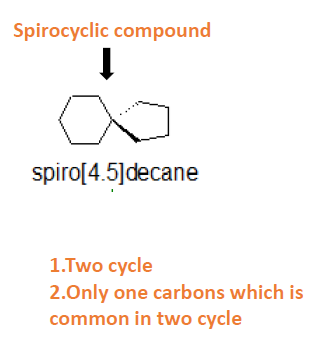 Spirocyclic compound
spiro[4.5]decane
1.Two cycle
2.Only one carbons which is
common in two cycle